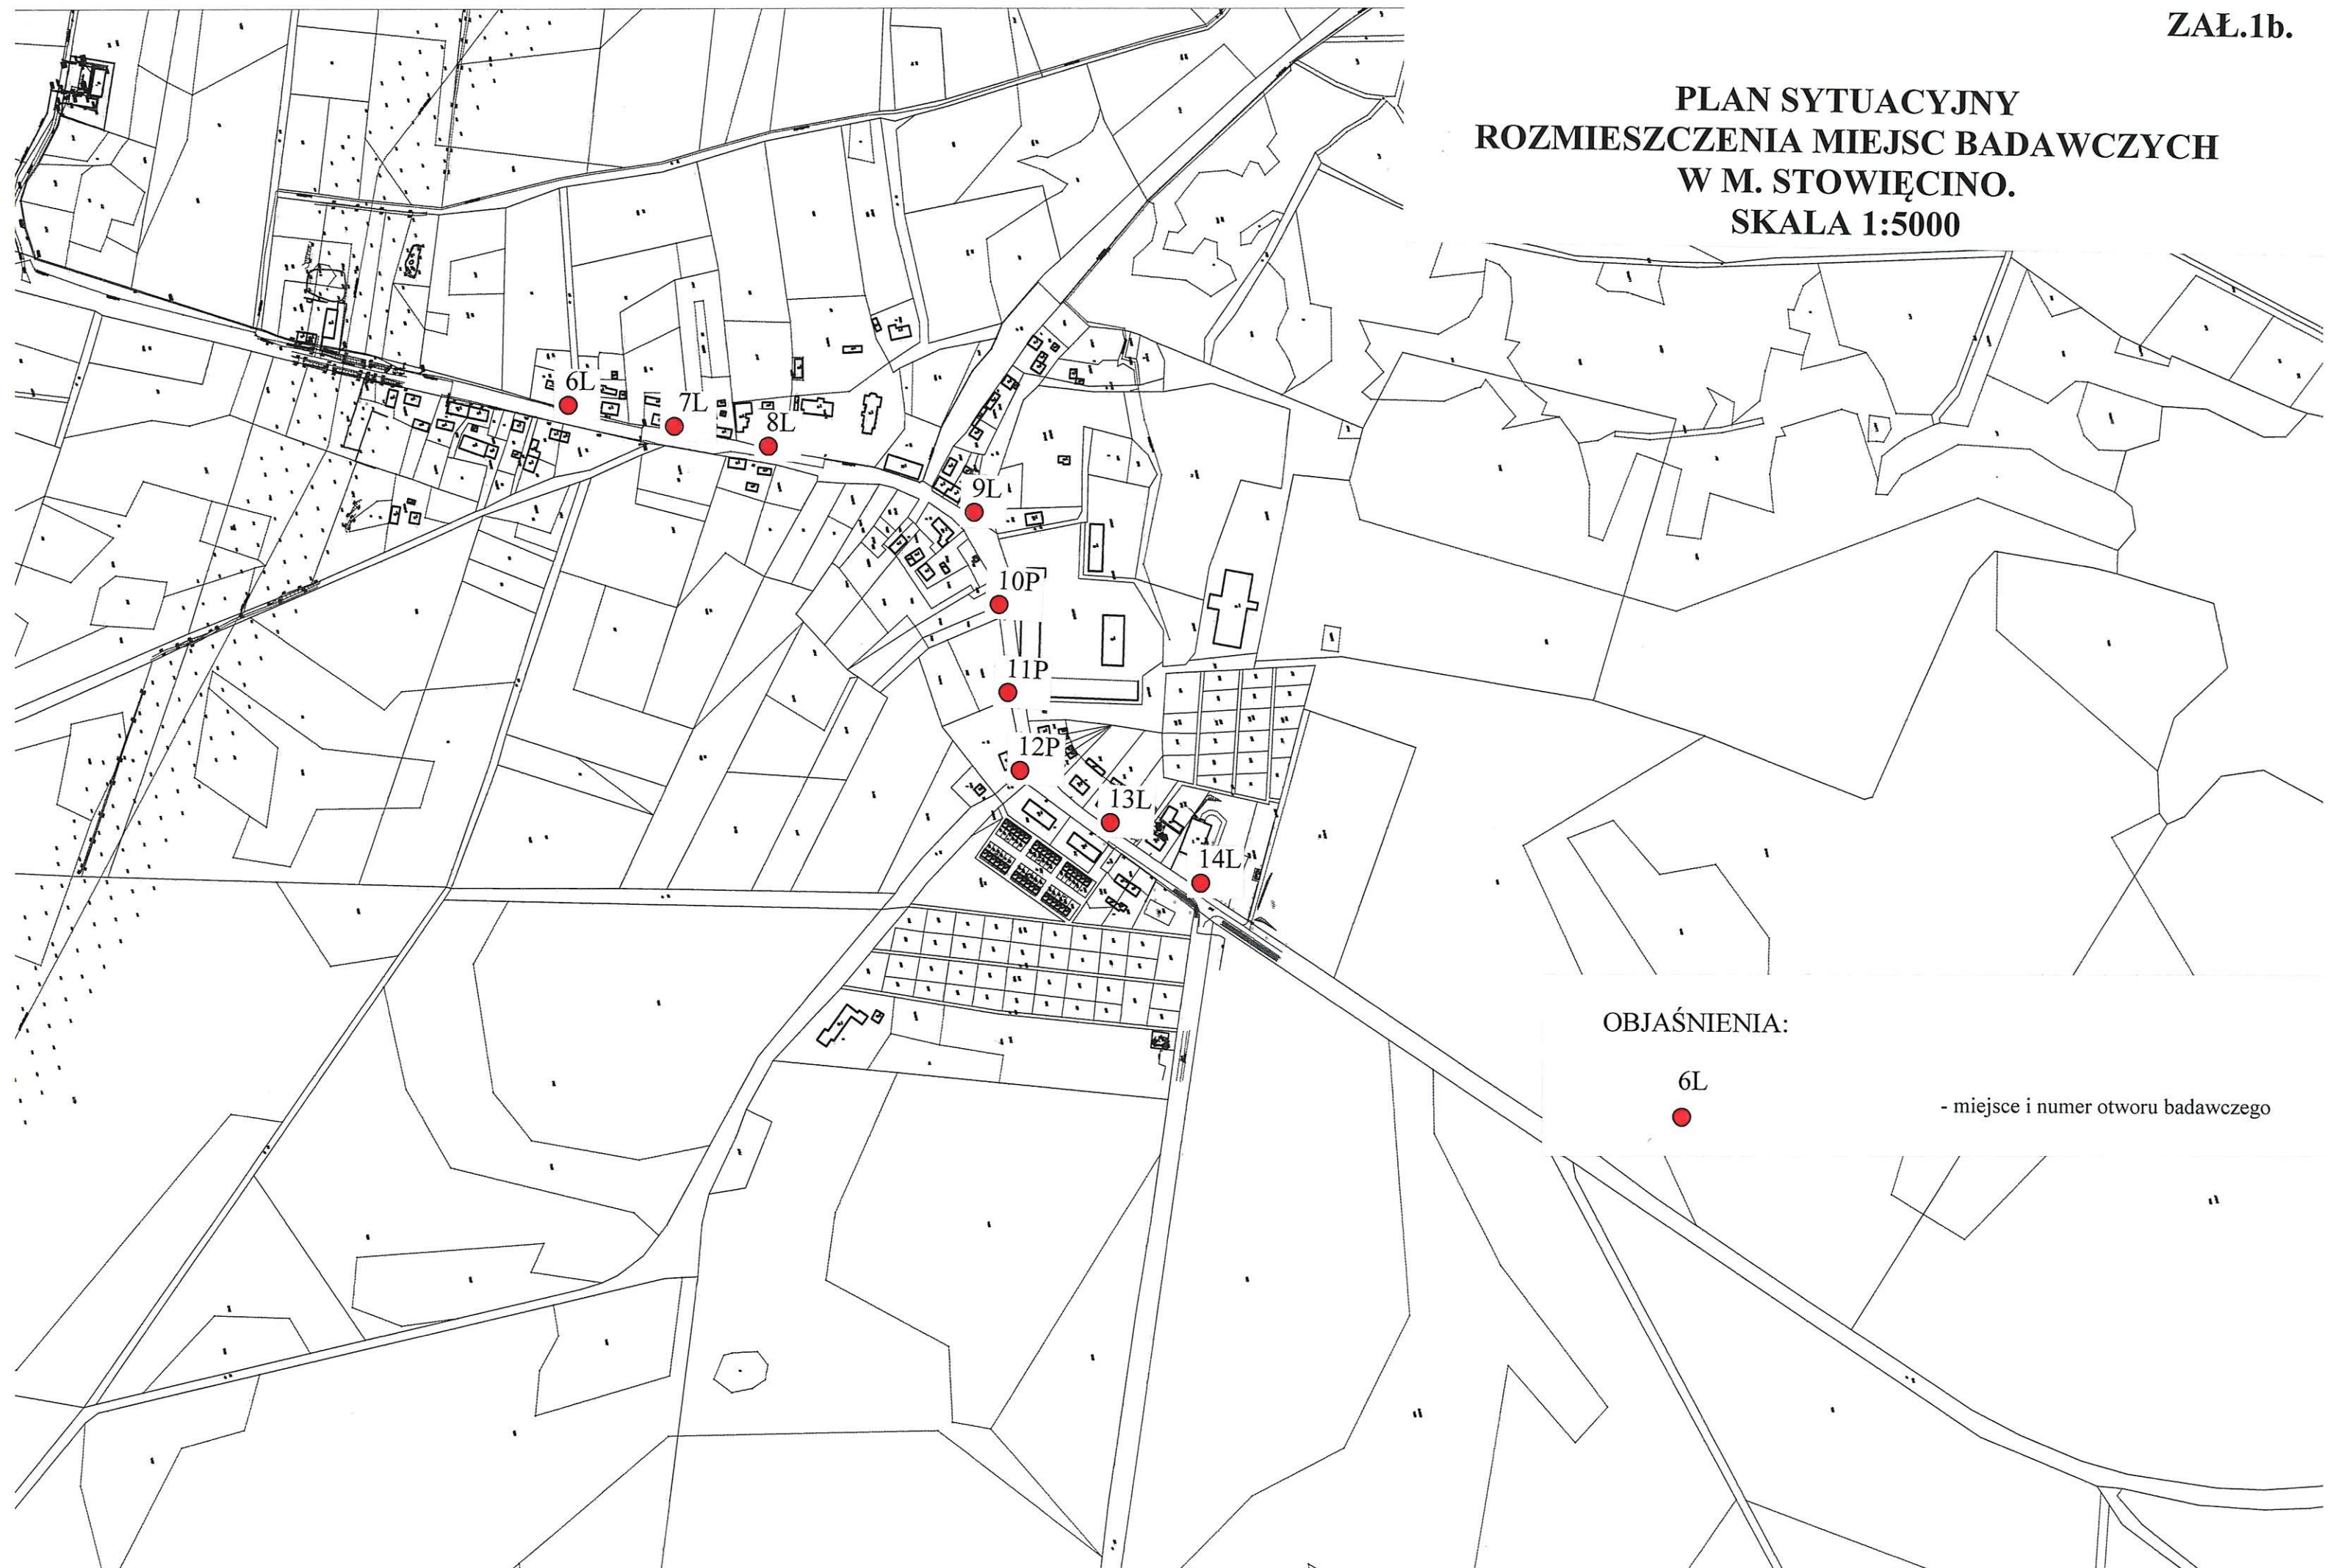 ZAŁ.1b.
PLAN SYTUACYJNY
ROZMIESZCZENIA MIEJSC BADAWCZYCH
W M. STOWIĘCINO.
SKALA 1:5000
6L
7L
8L
9L
10P
11P
12P
13L
14L
OBJAŚNIENIA:
6L
- miejsce i numer otworu badawczego